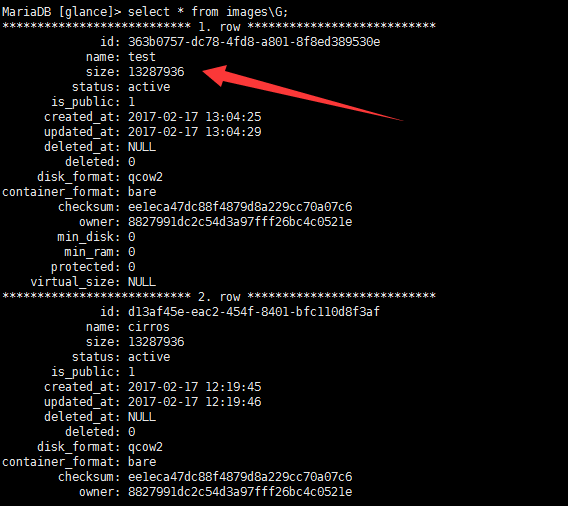 MariaDB [glance]> select * from images\G;
*************************** 1. row ***************************
id: 363b0757-dc78-4fd8-a801-8f8ed389530e
name: test
size: 13287936
status: active
is_public: 1
created_at: 2017-02-17 13:04:25
updated_at: 2017-02-17 13:04:29
deleted_at: NULL
deleted: 0
disk_format: qcow2
container_format: bare
checksum: ee1eca47dc88f4879d8a229cc70a07c6
owner: 8827991dc2c54d3a97fff26bc4c0521e
min_disk: 0
min_ram: 0
protected: 0
virtual_size: NULL
*************************** 2. row ***************************
id: d13af45e-eac2-454f-8401-bfc110d8f3af
name: cirros
size: 13287936
status: active
is_public: 1
created_at: 2017-02-17 12:19:45
updated_at: 2017-02-17 12:19:46
deleted_at: NULL
deleted: 0
disk_format: qcow2
container_format: bare
checksum: ee1eca47dc88f4879d8a229cc70a07c6
owner: 8827991dc2c54d3a97fff26bc4c0521e